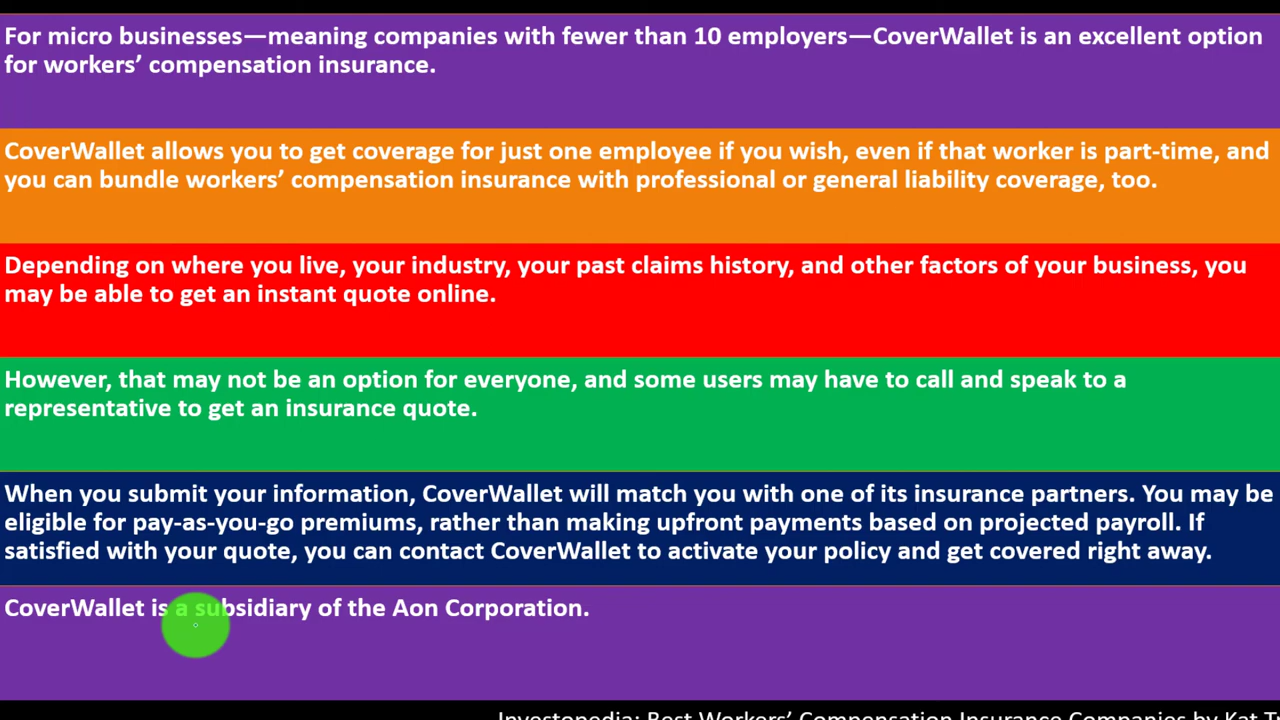 For micro businesses—meaning companies with fewer than 10 employers—CoverWallet is an excellent option
for workers’ compensation insurance.
CoverWallet allows you to get coverage for just one employee if you wish, even if that worker is part-time, and
you can bundle workers’ compensation insurance with professional or general liability coverage, too.
Depending on where you live, your industry, your past claims history, and other factors of your business, you
may be able to get an instant quote online.
However, that may not be an option for everyone, and some users may have to call and speak to a
representative to get an insurance quote.
When you submit your information, CoverWallet will match you with one of its insurance partners. You may be
eligible for pay-as-you-go premiums, rather than making upfront payments based on projected payroll. If
satisfied with your quote, you can contact CoverWallet to activate your policy and get covered right away.
CoverWallet is a subsidiary of the Aon Corporation.
Investopedia: Best Workers’ Compensation Insurance Companies by Kat